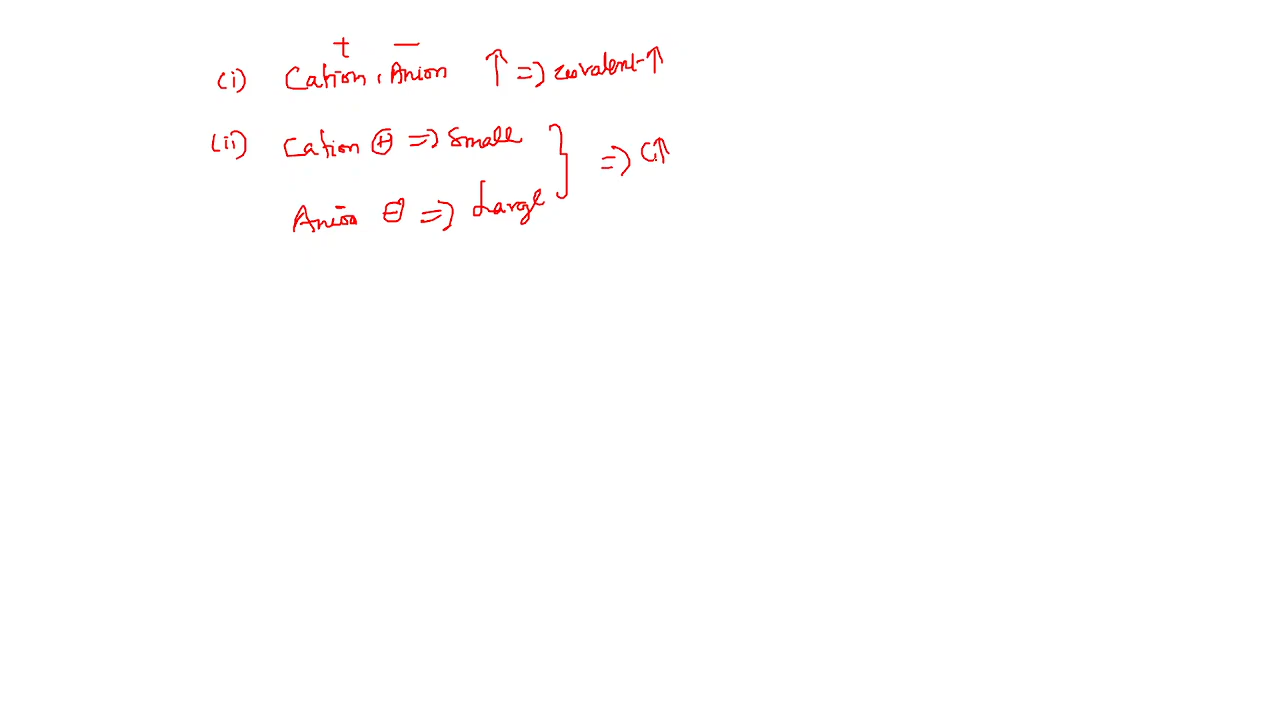 + −
(i) Cation, Anion ↑ ⇒ covalent ↑
(ii) Cation ⊕ ⇒ Small
Anion ⊖ ⇒ Large } ⇒ C↑